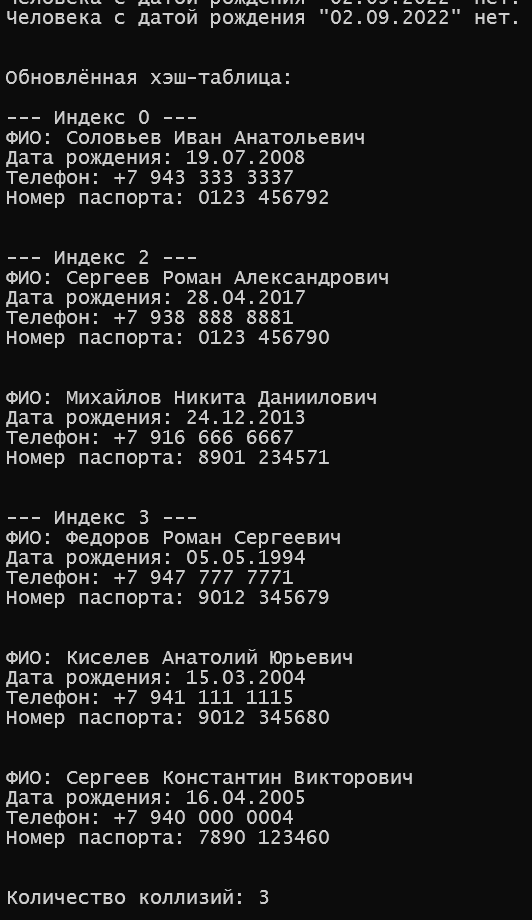 Человека с датой рождения "02.09.2022" нет.
Человека с датой рождения "02.09.2022" нет.
Обновлённая хэш-таблица:
--- Индекс 0 ---
ФИО: Соловьев Иван Анатольевич
Дата рождения: 19.07.2008
Телефон: +7 943 333 3337
Номер паспорта: 0123 456792
--- Индекс 2 ---
ФИО: Сергеев Роман Александрович
Дата рождения: 28.04.2017
Телефон: +7 938 888 8881
Номер паспорта: 0123 456790
ФИО: Михайлов Никита Даниилович
Дата рождения: 24.12.2013
Телефон: +7 916 666 6667
Номер паспорта: 8901 234571
--- Индекс 3 ---
ФИО: Федоров Роман Сергеевич
Дата рождения: 05.05.1994
Телефон: +7 947 777 7771
Номер паспорта: 9012 345679
ФИО: Киселев Анатолий Юрьевич
Дата рождения: 15.03.2004
Телефон: +7 941 111 1115
Номер паспорта: 9012 345680
ФИО: Сергеев Константин Викторович
Дата рождения: 16.04.2005
Телефон: +7 940 000 0004
Номер паспорта: 7890 123460
Количество коллизий: 3